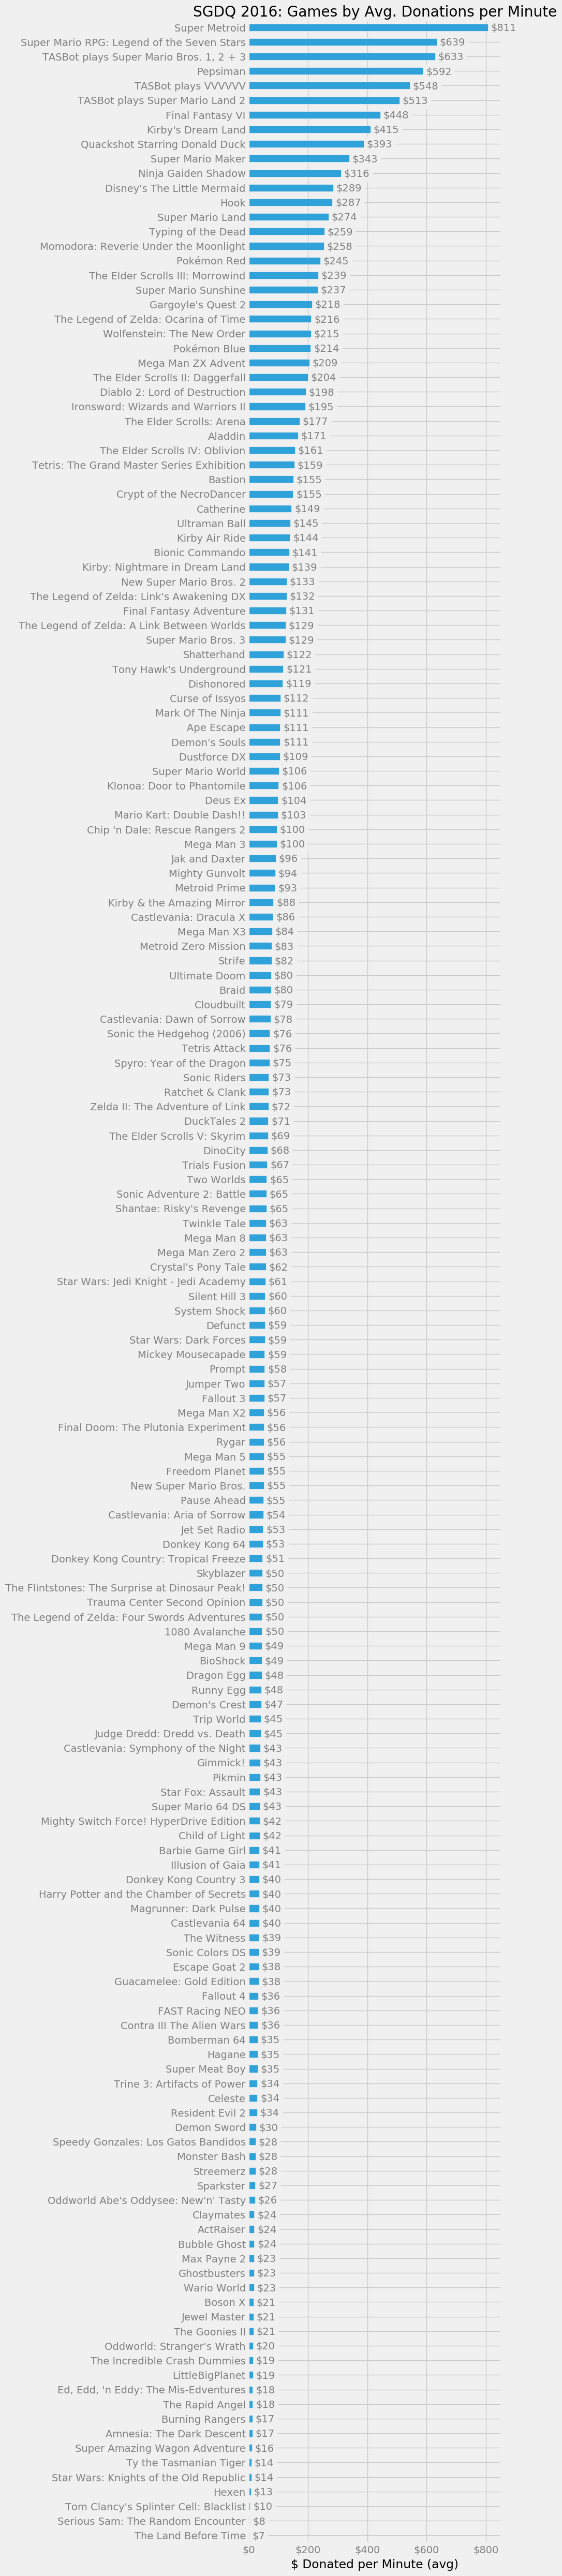 SGDQ 2016: Games by Avg. Donations per Minute
Super Metroid $811
Super Mario RPG: Legend of the Seven Stars $639
TASBot plays Super Mario Bros. 1, 2 + 3 $633
Pepsiman $592
TASBot plays VVVVVV $548
TASBot plays Super Mario Land 2 $513
Final Fantasy VI $448
Kirby's Dream Land $415
Quackshot Starring Donald Duck $393
Super Mario Maker $343
Ninja Gaiden Shadow $316
Disney's The Little Mermaid $289
Hook $287
Super Mario Land $274
Typing of the Dead $259
Momodora: Reverie Under the Moonlight $258
Pokémon Red $245
The Elder Scrolls III: Morrowind $239
Super Mario Sunshine $237
Gargoyle's Quest 2 $218
The Legend of Zelda: Ocarina of Time $216
Wolfenstein: The New Order $215
Pokémon Blue $214
Mega Man ZX Advent $209
The Elder Scrolls II: Daggerfall $204
Diablo 2: Lord of Destruction $198
Ironsword: Wizards and Warriors II $195
The Elder Scrolls: Arena $177
Aladdin $171
The Elder Scrolls IV: Oblivion $161
Tetris: The Grand Master Series Exhibition $159
Bastion $155
Crypt of the NecroDancer $155
Catherine $149
Ultraman Ball $145
Kirby Air Ride $144
Bionic Commando $141
Kirby: Nightmare in Dream Land $139
New Super Mario Bros. 2 $133
The Legend of Zelda: Link's Awakening DX $132
Final Fantasy Adventure $131
The Legend of Zelda: A Link Between Worlds $129
Super Mario Bros. 3 $129
Shatterhand $122
Tony Hawk's Underground $121
Dishonored $119
Curse of Issyos $112
Mark Of The Ninja $111
Ape Escape $111
Demon's Souls $111
Dustforce DX $109
Super Mario World $106
Klonoa: Door to Phantomile $106
Deus Ex $104
Mario Kart: Double Dash!! $103
Chip 'n Dale: Rescue Rangers 2 $100
Mega Man 3 $100
Jak and Daxter $96
Mighty Gunvolt $94
Metroid Prime $93
Kirby & the Amazing Mirror $88
Castlevania: Dracula X $86
Mega Man X3 $84
Metroid Zero Mission $83
Strife $82
Ultimate Doom $80
Braid $80
Cloudbuilt $79
Castlevania: Dawn of Sorrow $78
Sonic the Hedgehog (2006) $76
Tetris Attack $76
Spyro: Year of the Dragon $75
Sonic Riders $73
Ratchet & Clank $73
Zelda II: The Adventure of Link $72
DuckTales 2 $71
The Elder Scrolls V: Skyrim $69
DinoCity $68
Trials Fusion $67
Two Worlds $65
Sonic Adventure 2: Battle $65
Shantae: Risky's Revenge $65
Twinkle Tale $63
Mega Man 8 $63
Mega Man Zero 2 $63
Crystal's Pony Tale $62
Star Wars: Jedi Knight - Jedi Academy $61
Silent Hill 3 $60
System Shock $60
Defunct $59
Star Wars: Dark Forces $59
Mickey Mousecapade $59
Prompt $58
Jumper Two $57
Fallout 3 $57
Mega Man X2 $56
Final Doom: The Plutonia Experiment $56
Rygar $56
Mega Man 5 $55
Freedom Planet $55
New Super Mario Bros. $55
Pause Ahead $55
Castlevania: Aria of Sorrow $54
Jet Set Radio $53
Donkey Kong 64 $53
Donkey Kong Country: Tropical Freeze $51
Skyblazer $50
The Flintstones: The Surprise at Dinosaur Peak! $50
Trauma Center Second Opinion $50
The Legend of Zelda: Four Swords Adventures $50
1080 Avalanche $50
Mega Man 9 $49
BioShock $49
Dragon Egg $48
Runny Egg $48
Demon's Crest $47
Trip World $45
Judge Dredd: Dredd vs. Death $45
Castlevania: Symphony of the Night $43
Gimmick! $43
Pikmin $43
Star Fox: Assault $43
Super Mario 64 DS $43
Mighty Switch Force! HyperDrive Edition $42
Child of Light $42
Barbie Game Girl $41
Illusion of Gaia $41
Donkey Kong Country 3 $40
Harry Potter and the Chamber of Secrets $40
Magrunner: Dark Pulse $40
Castlevania 64 $40
The Witness $39
Sonic Colors DS $39
Escape Goat 2 $38
Guacamelee: Gold Edition $38
Fallout 4 $36
FAST Racing NEO $36
Contra III The Alien Wars $36
Bomberman 64 $35
Hagane $35
Super Meat Boy $35
Trine 3: Artifacts of Power $34
Celeste $34
Resident Evil 2 $34
Demon Sword $30
Speedy Gonzales: Los Gatos Bandidos $28
Monster Bash $28
Streemerz $28
Sparkster $27
Oddworld Abe's Oddysee: New'n' Tasty $26
Claymates $24
ActRaiser $24
Bubble Ghost $24
Max Payne 2 $23
Ghostbusters $23
Wario World $23
Boson X $21
Jewel Master $21
The Goonies II $21
Oddworld: Stranger's Wrath $20
The Incredible Crash Dummies $19
LittleBigPlanet $19
Ed, Edd, 'n Eddy: The Mis-Edventures $18
The Rapid Angel $18
Burning Rangers $17
Amnesia: The Dark Descent $17
Super Amazing Wagon Adventure $16
Ty the Tasmanian Tiger $14
Star Wars: Knights of the Old Republic $14
Hexen $13
Tom Clancy's Splinter Cell: Blacklist $10
Serious Sam: The Random Encounter $8
The Land Before Time $7
$0 $200 $400 $600 $800
$ Donated per Minute (avg)